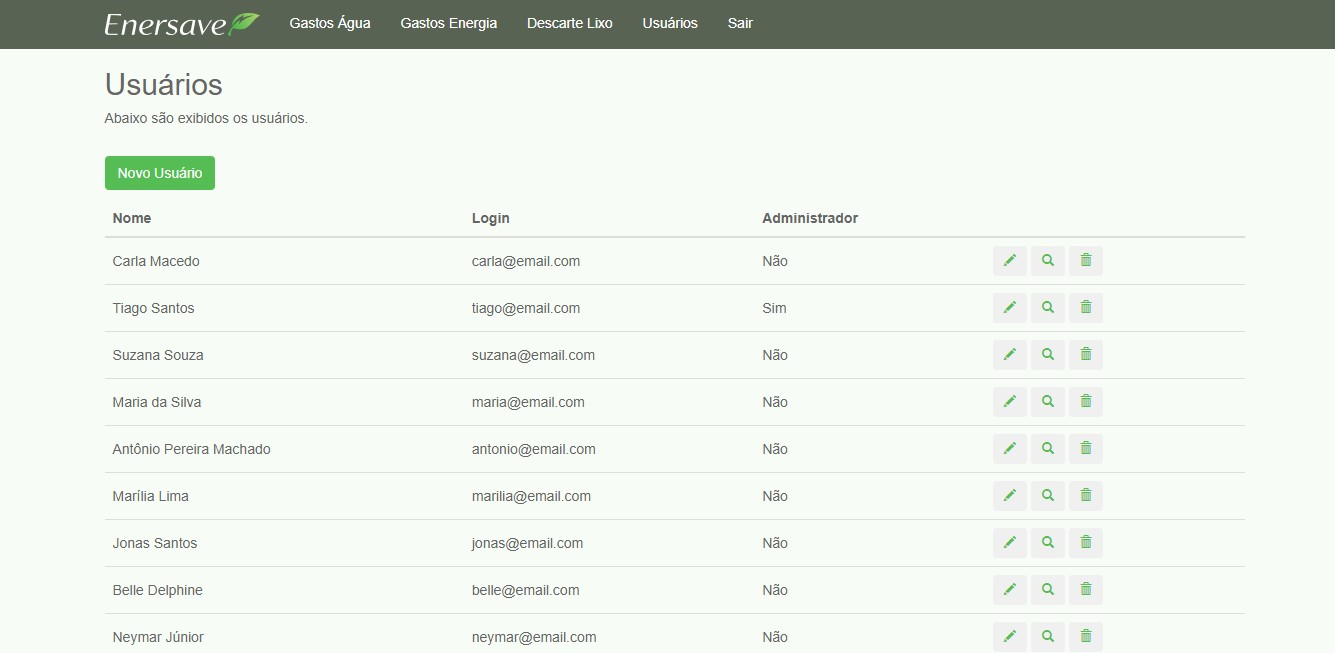 Enersave Gastos Água Gastos Energia Descarte Lixo Usuários Sair
Usuários
Abaixo são exibidos os usuários.
Novo Usuário
Nome Login Administrador
Carla Macedo carla@email.com Não
Tiago Santos tiago@email.com Sim
Suzana Souza suzana@email.com Não
Maria da Silva maria@email.com Não
Antônio Pereira Machado antonio@email.com Não
Marília Lima marilia@email.com Não
Jonas Santos jonas@email.com Não
Belle Delphine belle@email.com Não
Neymar Júnior neymar@email.com Não